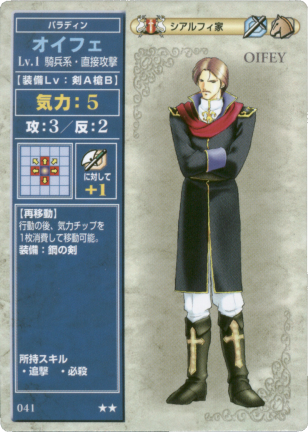 パラディン
オイフェ
Lv.1 騎兵系・直接攻撃
【装備Lv：剣A槍B】
気力：5
攻：3／反：2
に対して
+1
【再移動】
行動の後、気力チップを
1枚消費して移動可能。
装備：鋼の剣
所持スキル
・追撃 ・必殺
041 ★★
シアルフィ家
OIFEY